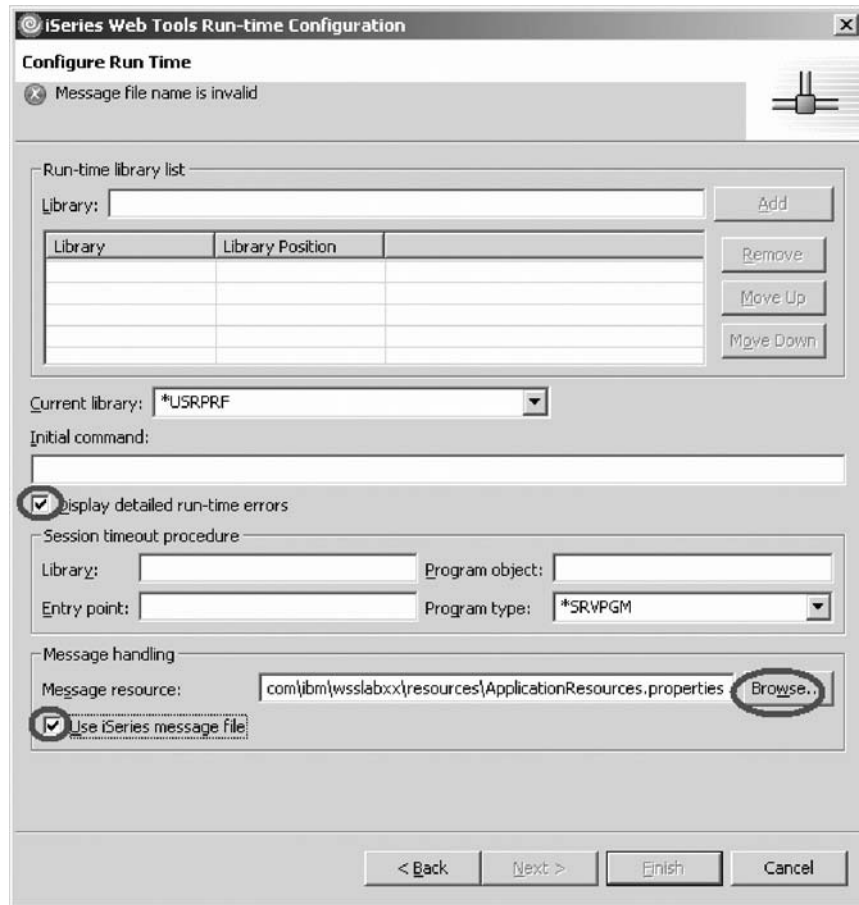 iSeries Web Tools Run-time Configuration
Configure Run Time
Message file name is invalid
Run-time library list
Library:
Add
Library Library Position
Remove
Move Up
Move Down
Current library: *USRPRF
Initial command:
Display detailed run-time errors
Session timeout procedure
Library: Program object:
Entry point: Program type: *SRVPGM
Message handling
Message resource: com\ibm\wsslabxx\resources\ApplicationResources.properties Browse...
Use iSeries message file
< Back Next > Finish Cancel